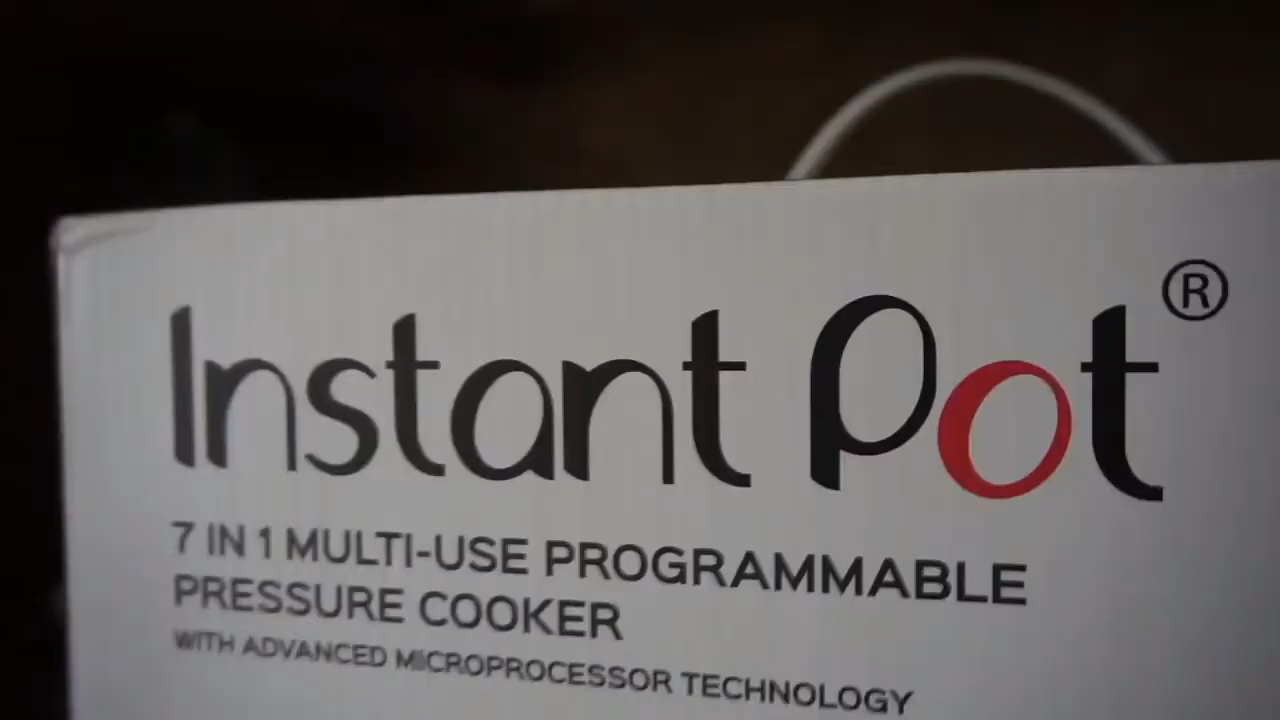 Instant Pot®
7 IN 1 MULTI-USE PROGRAMMABLE
PRESSURE COOKER
WITH ADVANCED MICROPROCESSOR TECHNOLOGY